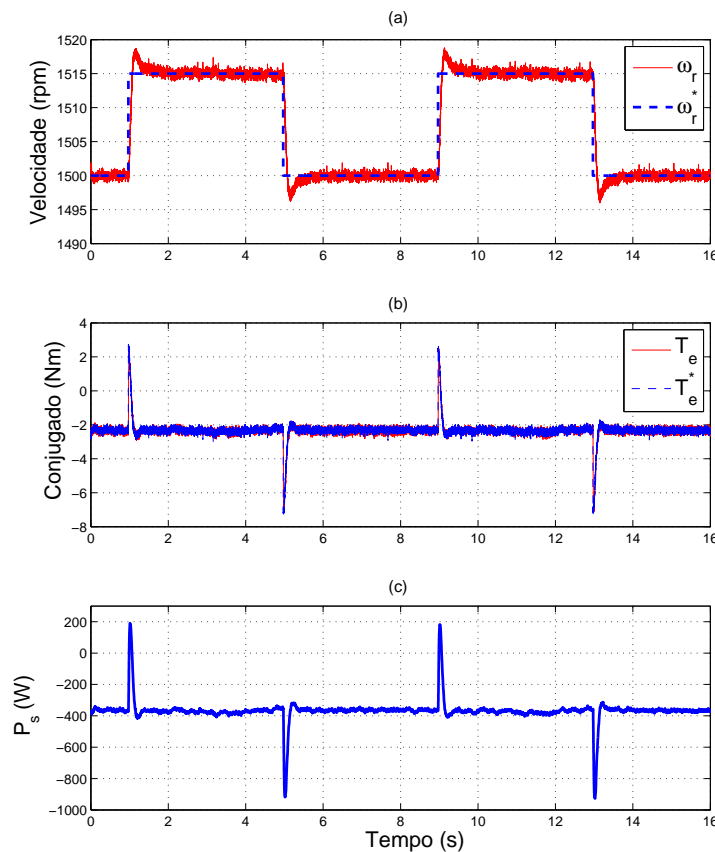 (a)
Velocidade (rpm)
1520
1515
1510
1505
1500
1495
1490
0 2 4 6 8 10 12 14 16
ω_r
ω_r^*
(b)
Conjugado (Nm)
4
2
0
−2
−4
−6
−8
0 2 4 6 8 10 12 14 16
T_e
T_e^*
(c)
P_s (W)
200
0
−200
−400
−600
−800
−1000
0 2 4 6 8 10 12 14 16
Tempo (s)